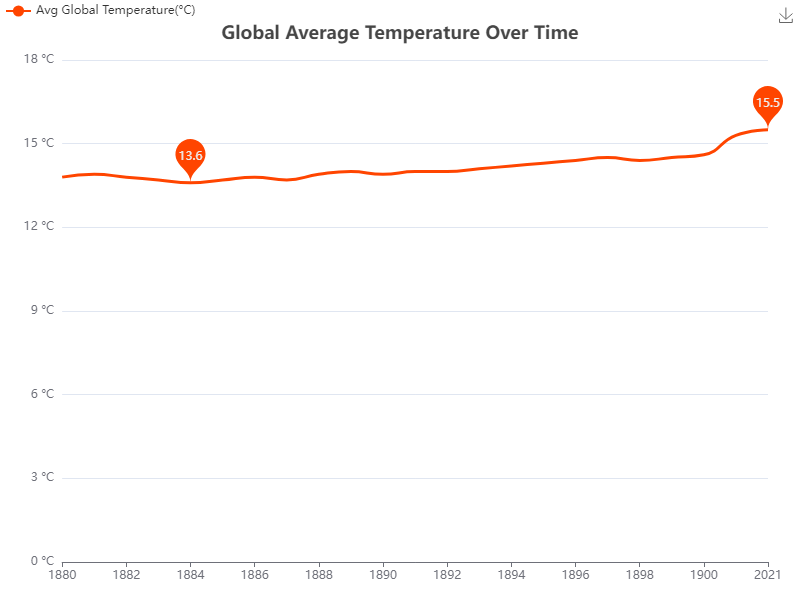 Avg Global Temperature(°C)
Global Average Temperature Over Time
18 °C
15.5
15 °C
13.6
12 °C
9 °C
6 °C
3 °C
0 °C
1880 1882 1884 1886 1888 1890 1892 1894 1896 1898 1900 2021